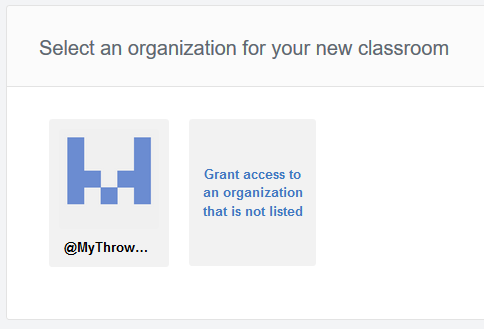 Select an organization for your new classroom
@MyThrow...
Grant access to
an organization
that is not listed